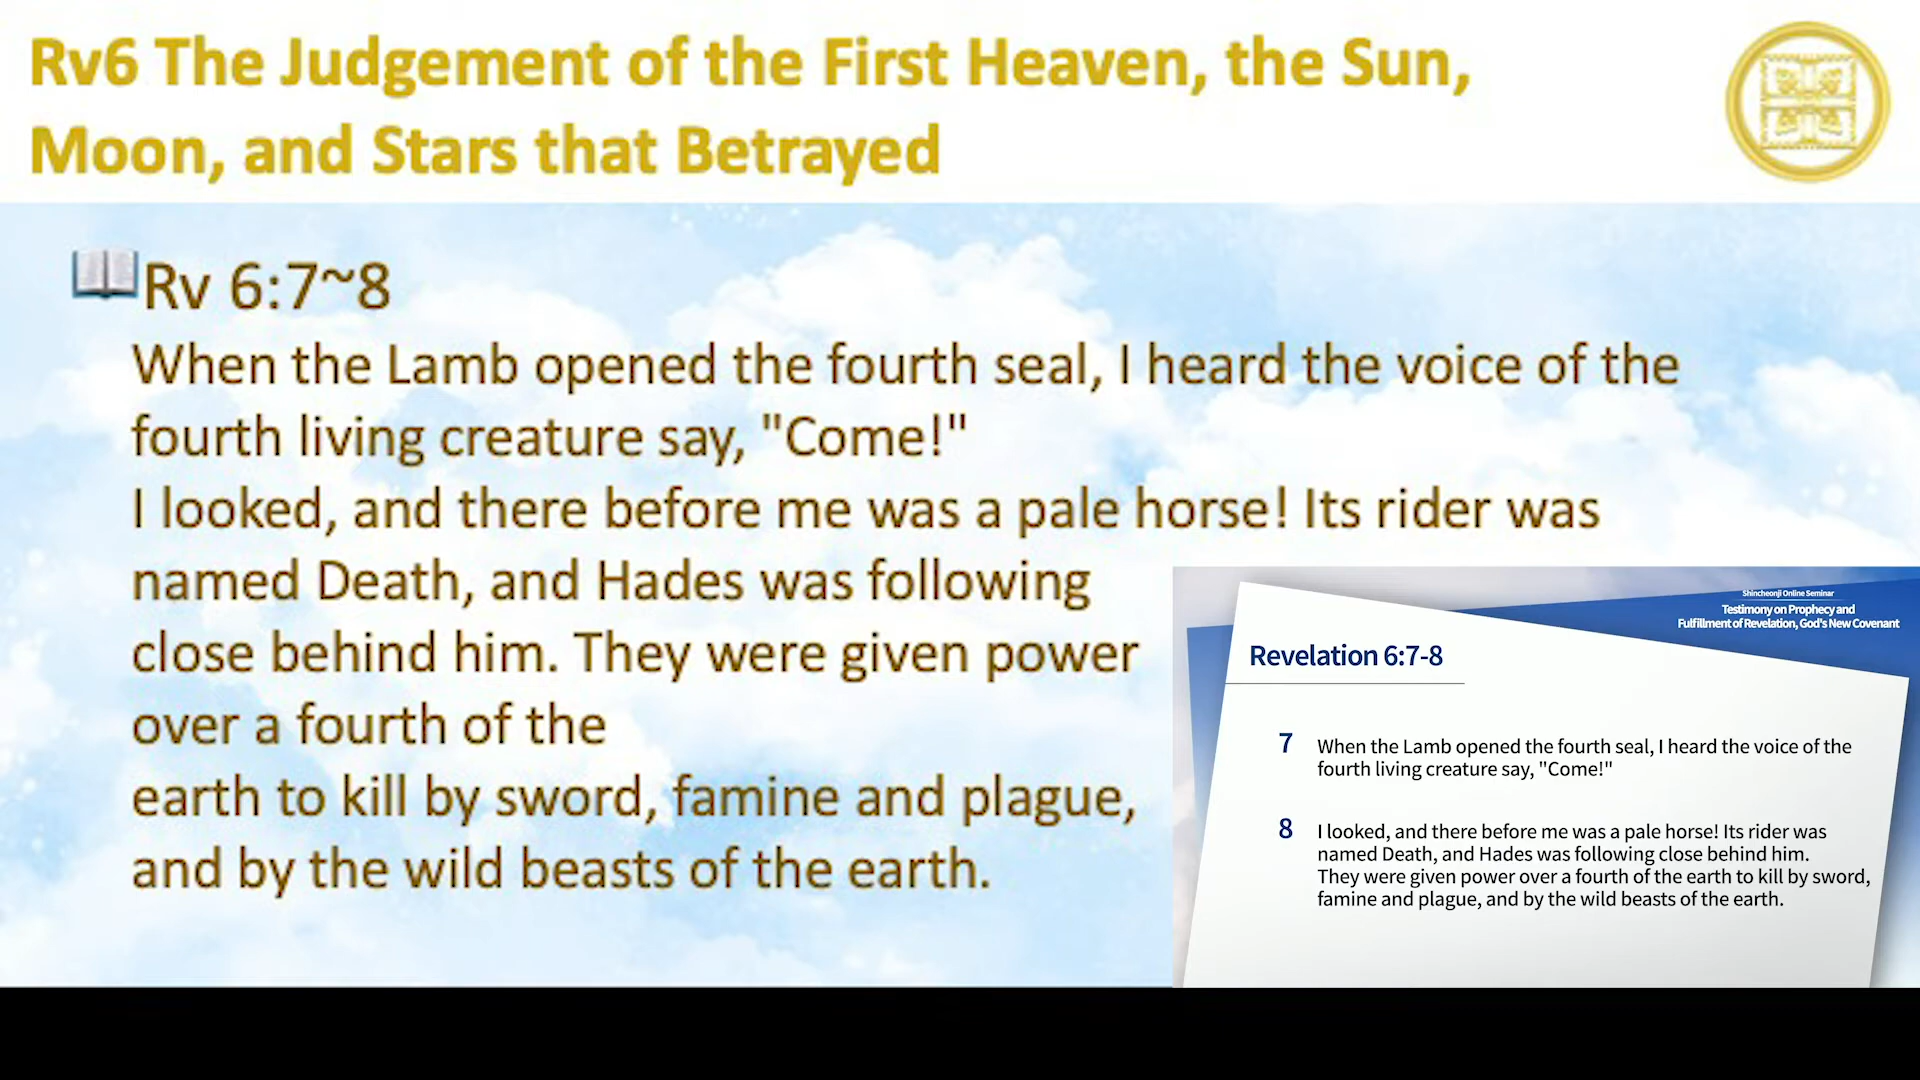 Rv6 The Judgement of the First Heaven, the Sun,
Moon, and Stars that Betrayed
Rv 6:7~8
When the Lamb opened the fourth seal, I heard the voice of the
fourth living creature say, "Come!"
I looked, and there before me was a pale horse! Its rider was
named Death, and Hades was following
close behind him. They were given power
over a fourth of the
earth to kill by sword, famine and plague,
and by the wild beasts of the earth.
Shincheonji Online Seminar
Testimony on Prophecy and
Fulfillment of Revelation, God's New Covenant
Revelation 6:7-8
7 When the Lamb opened the fourth seal, I heard the voice of the
fourth living creature say, "Come!"
8 I looked, and there before me was a pale horse! Its rider was
named Death, and Hades was following close behind him.
They were given power over a fourth of the earth to kill by sword,
famine and plague, and by the wild beasts of the earth.